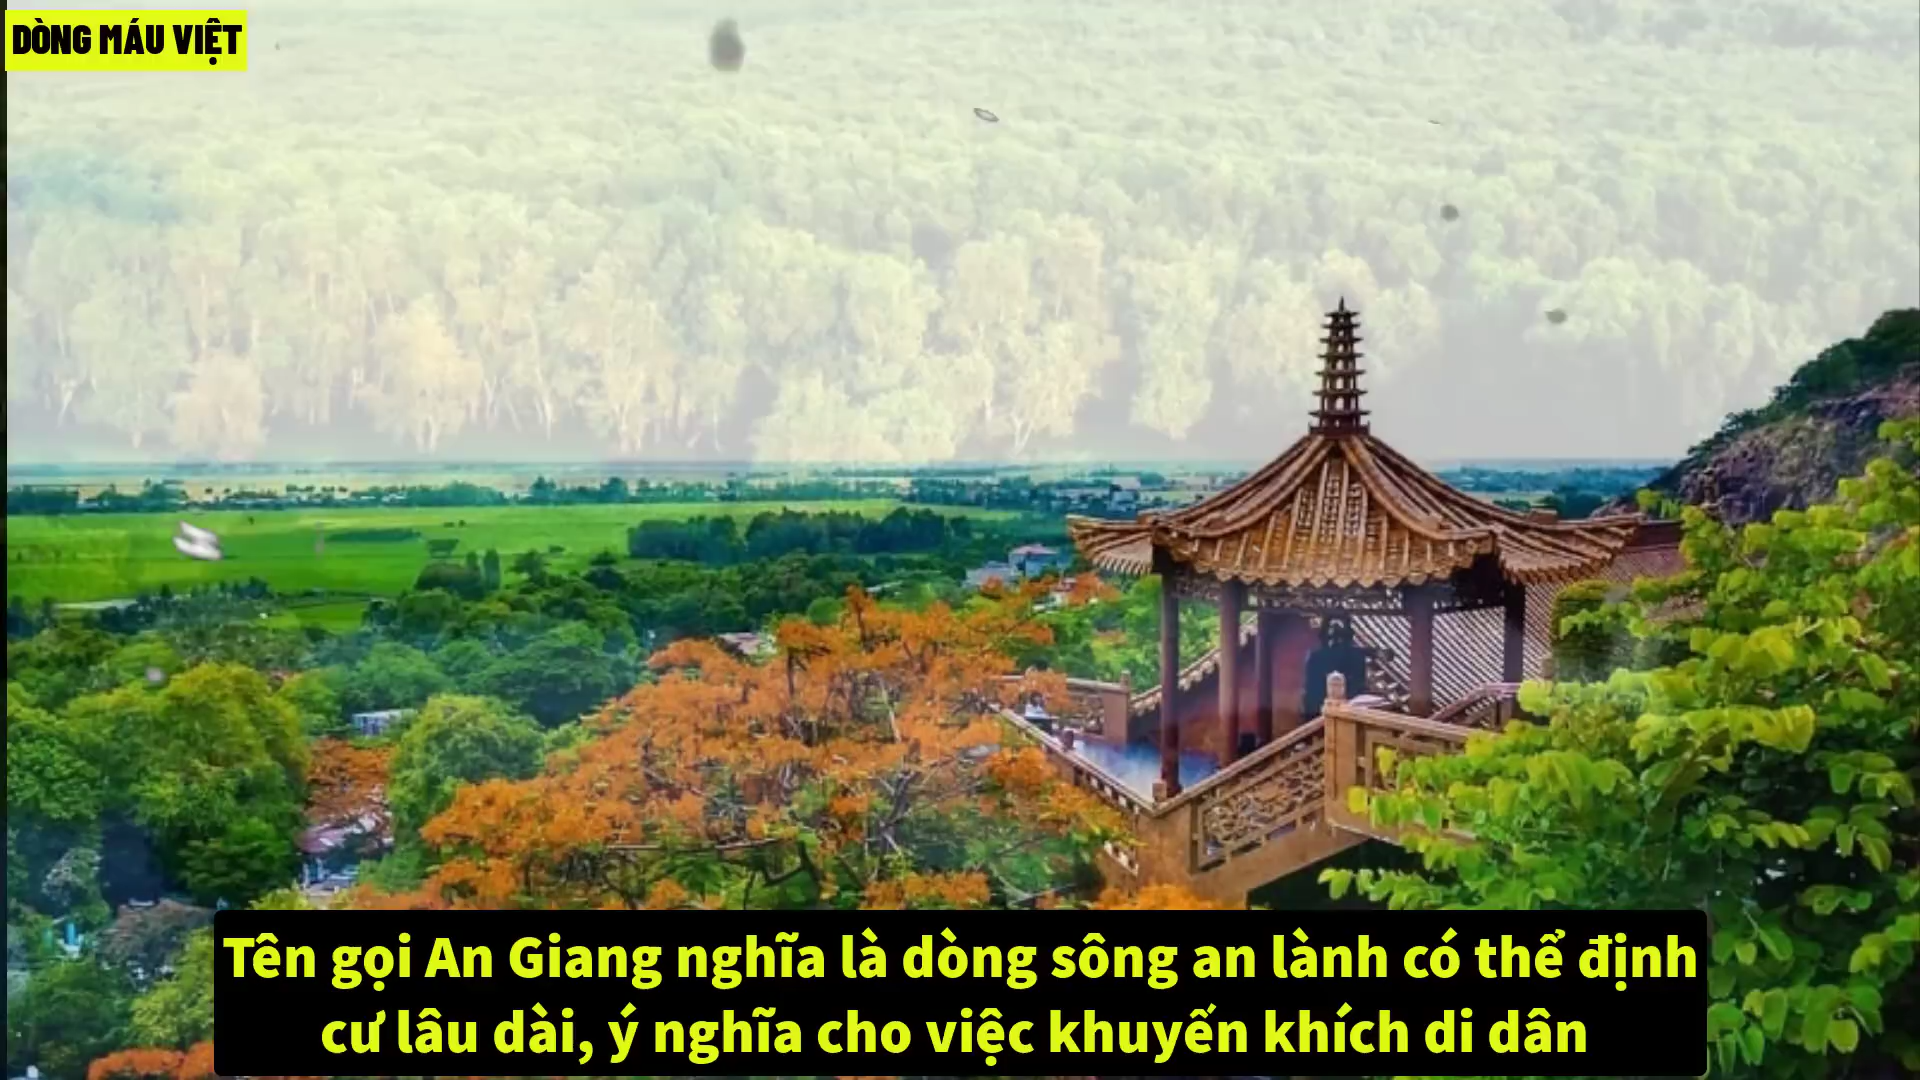 DÒNG MÁU VIỆT
Tên gọi An Giang nghĩa là dòng sông an lành có thể định
cư lâu dài, ý nghĩa cho việc khuyến khích di dân